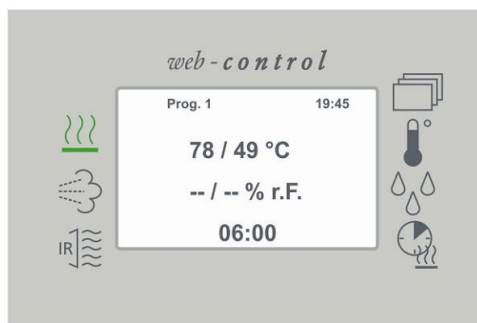 web - control
Prog. 1 19:45
78 / 49 °C
-- / -- % r.F.
IR
06:00